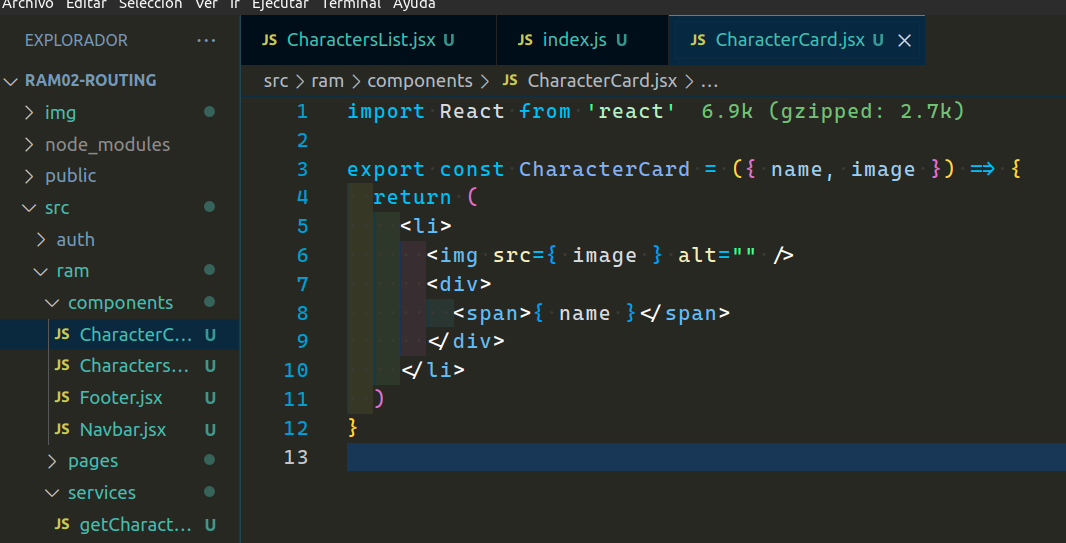 Archivo Editar Selección Ver Ir Ejecutar Terminal Ayuda
EXPLORADOR ...
RAM02-ROUTING
img
node_modules
public
src
auth
ram
components
JS CharacterC... U
JS Characters... U
JS Footer.jsx U
JS Navbar.jsx U
pages
services
JS getCharact... U
JS CharactersList.jsx U JS index.js U JS CharacterCard.jsx U
src > ram > components > JS CharacterCard.jsx > ...
1 import React from 'react' 6.9k (gzipped: 2.7k)
2
3 export const CharacterCard = ({ name, image }) => {
4 return (
5 <li>
6 <img src={ image } alt="" />
7 <div>
8 <span>{ name }</span>
9 </div>
10 </li>
11 )
12 }
13